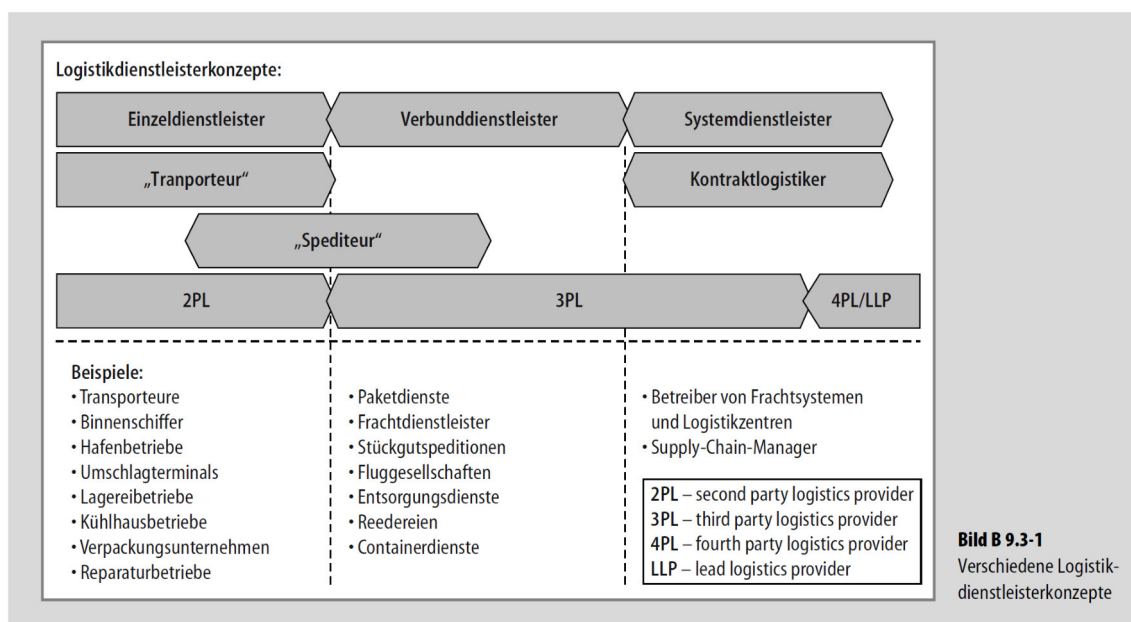 Logistikdienstleisterkonzepte:
Einzeldienstleister
Verbunddienstleister
Systemdienstleister
„Tranporteur“
Kontraktlogistiker
„Spediteur“
2PL
3PL
4PL/LLP
Beispiele:
• Transporteure
• Binnenschiffer
• Hafenbetriebe
• Umschlagterminals
• Lagereibetriebe
• Kühlhausbetriebe
• Verpackungsunternehmen
• Reparaturbetriebe
• Paketdienste
• Frachtdienstleister
• Stückgutspeditionen
• Fluggesellschaften
• Entsorgungsdienste
• Reedereien
• Containerdienste
• Betreiber von Frachtsystemen
und Logistikzentren
• Supply-Chain-Manager
2PL – second party logistics provider
3PL – third party logistics provider
4PL – fourth party logistics provider
LLP – lead logistics provider
Bild B 9.3-1
Verschiedene Logistik-
dienstleisterkonzepte